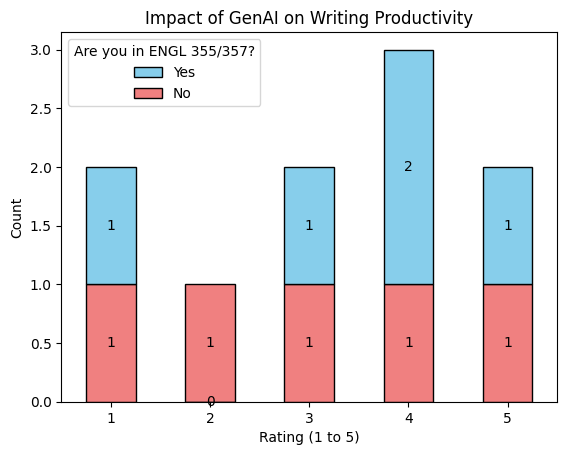 Impact of GenAI on Writing Productivity
Are you in ENGL 355/357?
Yes
No
3.0
2.5
2.0
1.5
1.0
0.5
0.0
Count
1
1
1
0
1
1
2
1
1
1
1 2 3 4 5
Rating (1 to 5)